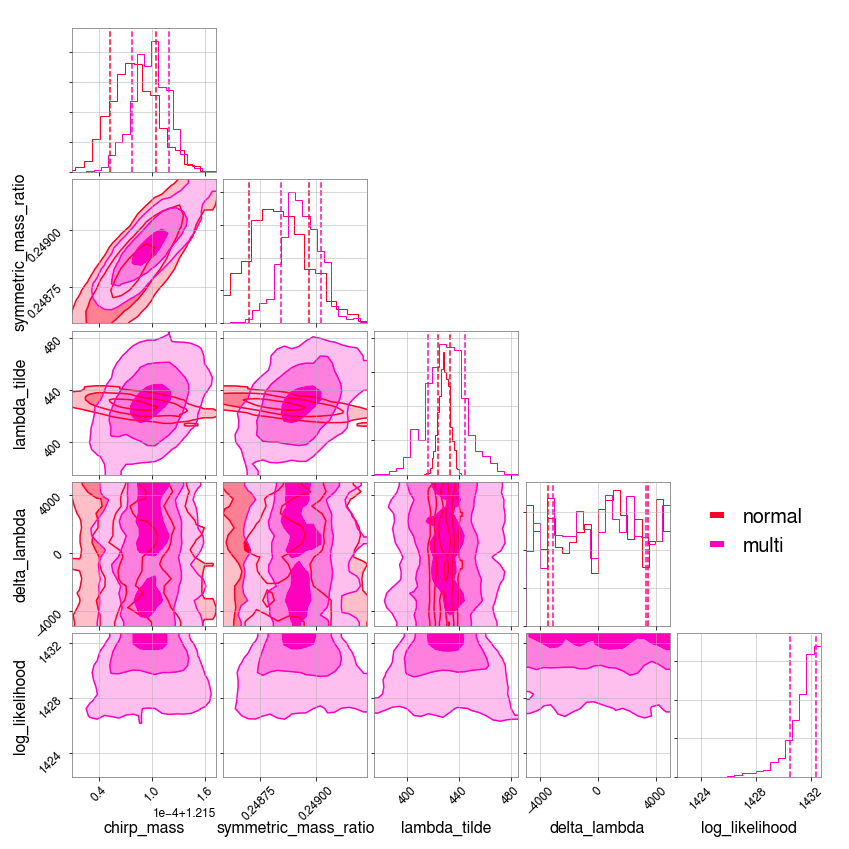 symmetric_mass_ratio
0.24900
0.24875
lambda_tilde
480
440
400
delta_lambda
4000
0
−4000
normal
multi
log_likelihood
1432
1428
1424
0.4
1.0
1.6
1e−4+1.215
chirp_mass
0.24875
0.24900
symmetric_mass_ratio
400
440
480
lambda_tilde
−4000
0
4000
delta_lambda
1424
1428
1432
log_likelihood